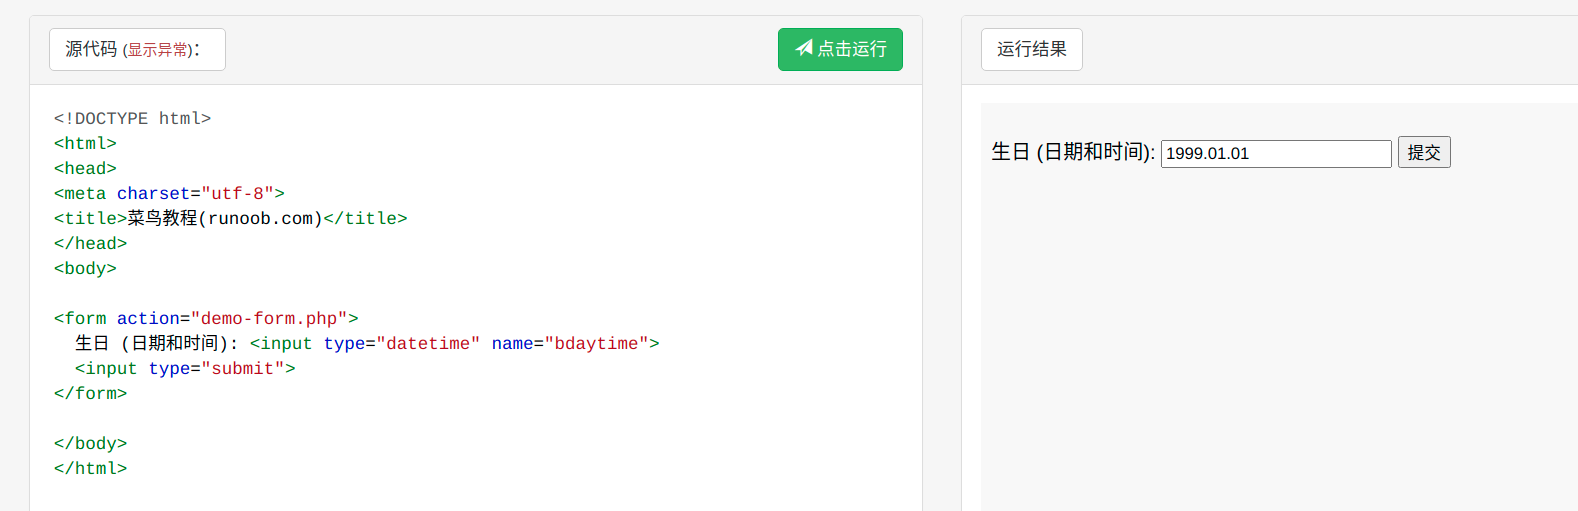 源代码 (显示异常)：
点击运行
<!DOCTYPE html>
<html>
<head>
<meta charset="utf-8">
<title>菜鸟教程(runoob.com)</title>
</head>
<body>
<form action="demo-form.php">
生日 (日期和时间): <input type="datetime" name="bdaytime">
<input type="submit">
</form>
</body>
</html>
运行结果
生日 (日期和时间): 1999.01.01 提交